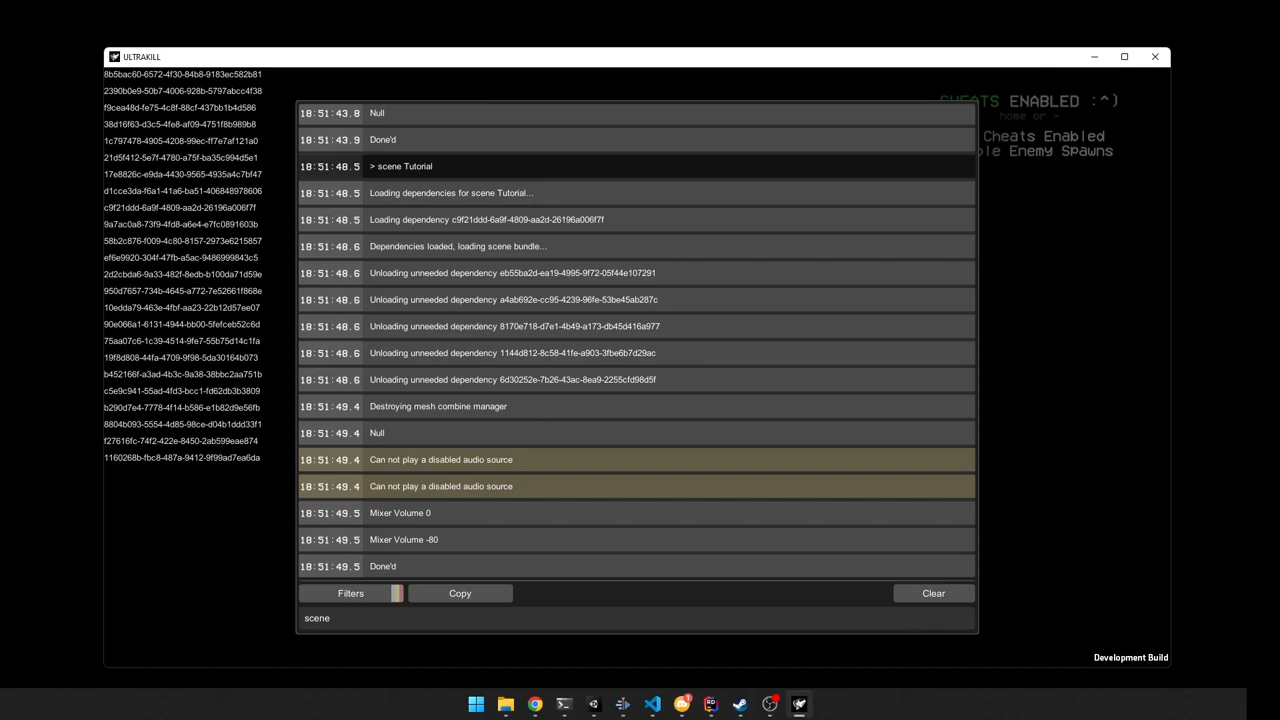 ULTRAKILL
8b5bac60-6572-4f30-84b8-9183ec582b81
2390b0e9-50b7-4006-928b-5797abcc4f38
f9cea48d-fe75-4c8f-88cf-437bb1b4d586
38d16f63-d3c5-4fe8-af09-4751f8b989b8
1c797478-4905-4208-99ec-ff7e7af121a0
21d5f412-5e7f-4780-a75f-ba35c994d5e1
17e8826c-e9da-4430-9565-4935a4c7bf47
d1cce3da-f6a1-41a6-ba51-406848978606
c9f21ddd-6a9f-4809-aa2d-26196a006f7f
9a7ac0a8-73f9-4fd8-a6e4-e7fc0891603b
58b2c876-f009-4c80-8157-2973e6215857
ef6e9920-304f-47fb-a5ac-9486999843c5
2d2cbda6-9a33-482f-8edb-b100da71d59e
950d7657-734b-4645-a772-7e52661f868e
10edda79-463e-4fbf-aa23-22b12d57ee07
90e066a1-6131-4944-bb00-5fefceb52c6d
75aa07c6-1c39-4514-9fe7-55b75d14c1fa
19f8d808-44fa-4709-9f98-5da30164b073
b452166f-a3ad-4b3c-9a38-38bbc2aa751b
c5e9c941-55ad-4fd3-bcc1-fd62db3b3809
b290d7e4-7778-4f14-b586-e1b82d9e56fb
8804b093-5554-4d85-98ce-d04b1ddd33f1
f27616fc-74f2-422e-8450-2ab599eae874
1160268b-fbc8-487a-9412-9f99ad7ea6da
CHEATS ENABLED :^)
home or ~
Cheats Enabled
Enemy Spawns
18:51:43.8 Null
18:51:43.9 Done'd
18:51:48.5 > scene Tutorial
18:51:48.5 Loading dependencies for scene Tutorial...
18:51:48.5 Loading dependency c9f21ddd-6a9f-4809-aa2d-26196a006f7f
18:51:48.6 Dependencies loaded, loading scene bundle...
18:51:48.6 Unloading unneeded dependency eb55ba2d-ea19-4995-9f72-05f44e107291
18:51:48.6 Unloading unneeded dependency a4ab692e-cc95-4239-96fe-53be45ab287c
18:51:48.6 Unloading unneeded dependency 8170e718-d7e1-4b49-a173-db45d416a977
18:51:48.6 Unloading unneeded dependency 1144d812-8c58-41fe-a903-3fbe6b7d29ac
18:51:48.6 Unloading unneeded dependency 6d30252e-7b26-43ac-8ea9-2255cfd98d5f
18:51:49.4 Destroying mesh combine manager
18:51:49.4 Null
18:51:49.4 Can not play a disabled audio source
18:51:49.4 Can not play a disabled audio source
18:51:49.5 Mixer Volume 0
18:51:49.5 Mixer Volume -80
18:51:49.5 Done'd
Filters Copy Clear
scene
Development Build